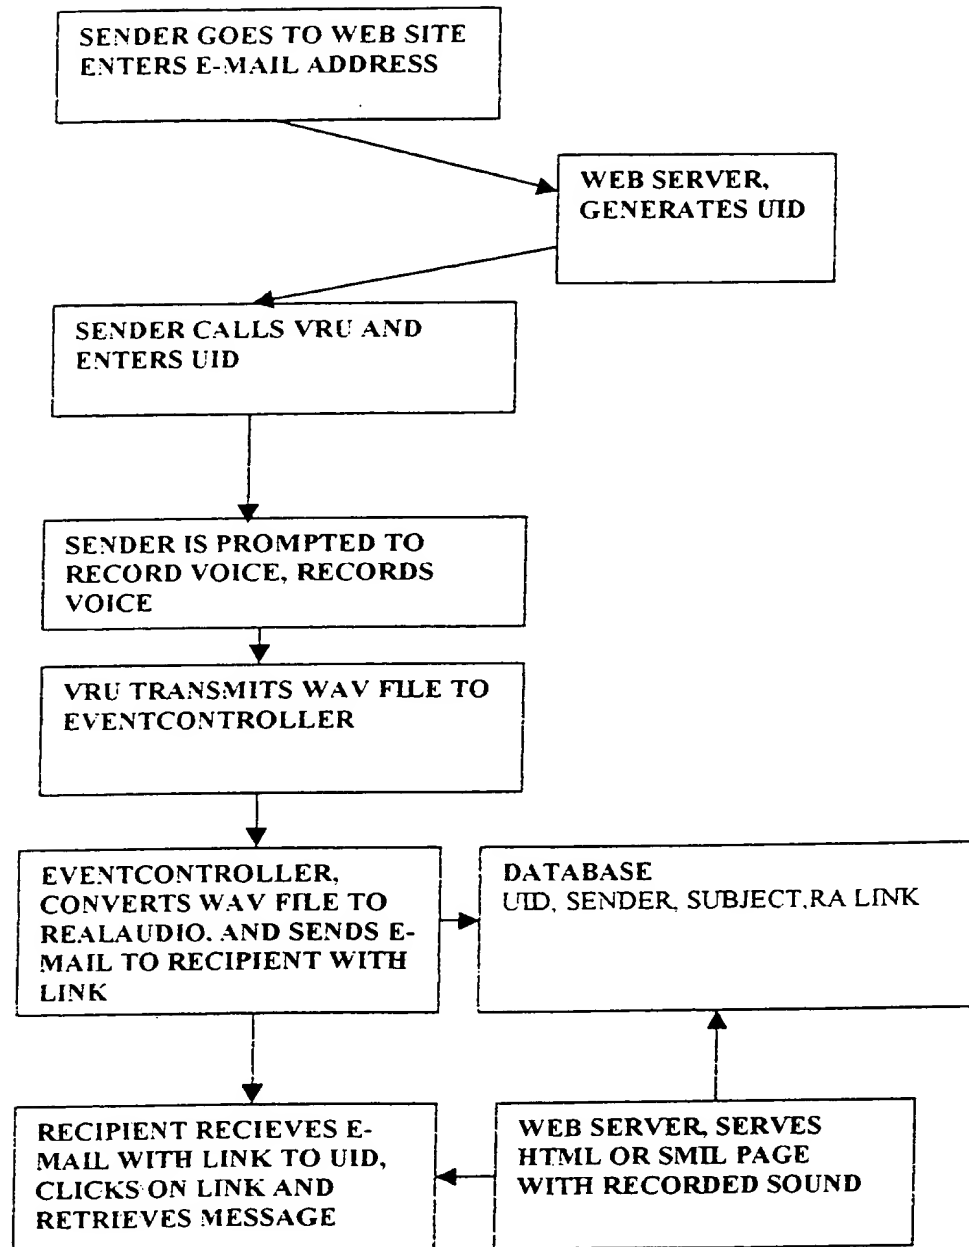 SENDER GOES TO WEB SITE
ENTERS E-MAIL ADDRESS
WEB SERVER,
GENERATES UID
SENDER CALLS VRU AND
ENTERS UID
SENDER IS PROMPTED TO
RECORD VOICE, RECORDS
VOICE
VRU TRANSMITS WAV FILE TO
EVENTCONTROLLER
EVENTCONTROLLER,
CONVERTS WAV FILE TO
REALAUDIO. AND SENDS E-
MAIL TO RECIPIENT WITH
LINK
DATABASE
UID, SENDER, SUBJECT,RA LINK
RECIPIENT RECIEVES E-
MAIL WITH LINK TO UID,
CLICKS ON LINK AND
RETRIEVES MESSAGE
WEB SERVER, SERVES
HTML OR SMIL PAGE
WITH RECORDED SOUND